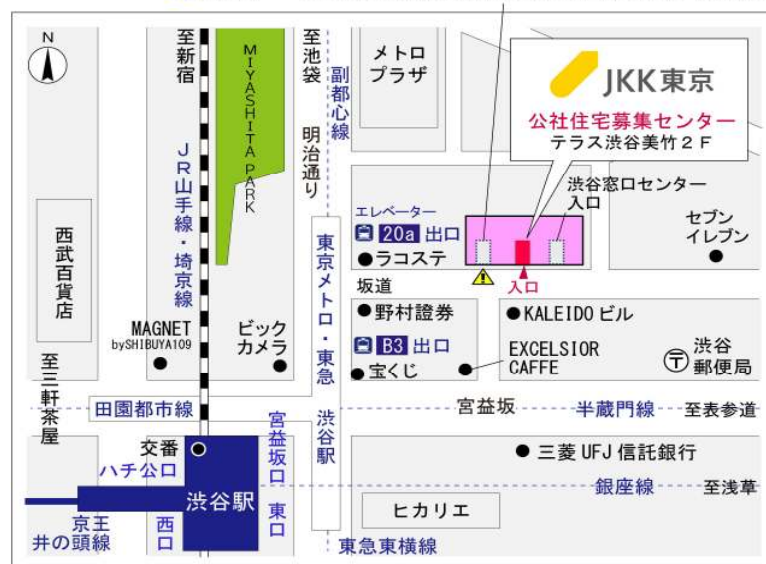 N
至新宿
JR山手線・埼京線
MIYASHITA PARK
至池袋
明治通り
副都心線
メトロ
プラザ
JKK東京
公社住宅募集センター
テラス渋谷美竹2F
渋谷窓口センター
入口
エレベーター
20a 出口
ラコステ
入口
セブン
イレブン
西武百貨店
東京メトロ・東急 渋谷駅
坂道
野村證券
KALEIDO ビル
MAGNET
bySHIBUYA109
ビック
カメラ
B3 出口
宝くじ
EXCELSIOR
CAFFE
〒 渋谷
郵便局
至三軒茶屋
田園都市線
宮益坂
半蔵門線
至表参道
交番
ハチ公口
宮益坂口
三菱UFJ信託銀行
渋谷駅
銀座線
至浅草
京王
井の頭線
西口
東口
ヒカリエ
東急東横線